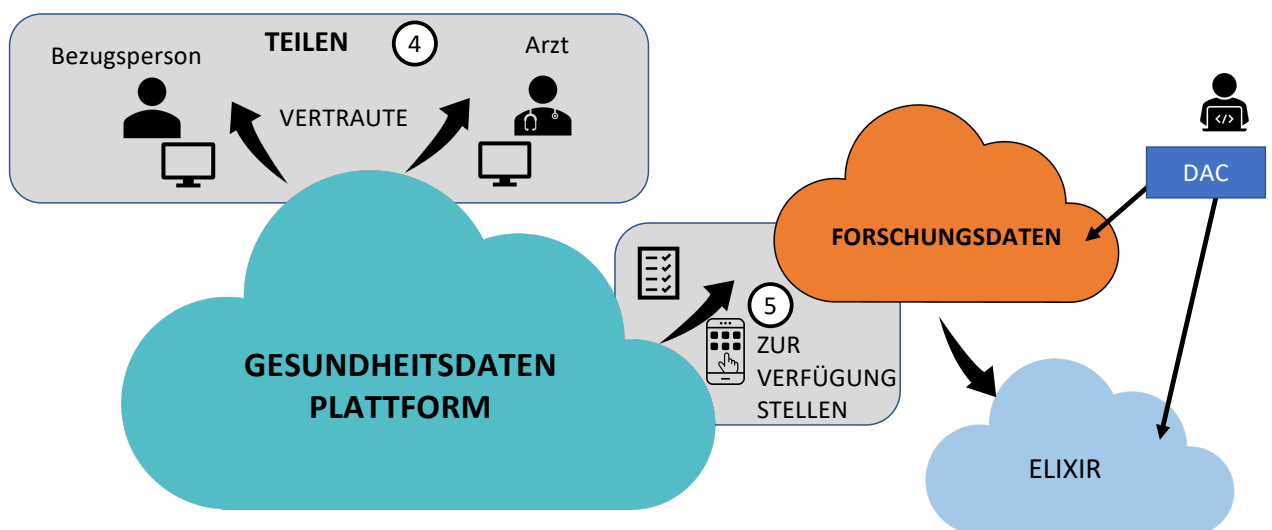 TEILEN
4
Bezugsperson
Arzt
VERTRAUTE
DAC
FORSCHUNGSDATEN
5
ZUR
VERFÜGUNG
STELLEN
GESUNDHEITSDATEN
PLATTFORM
ELIXIR